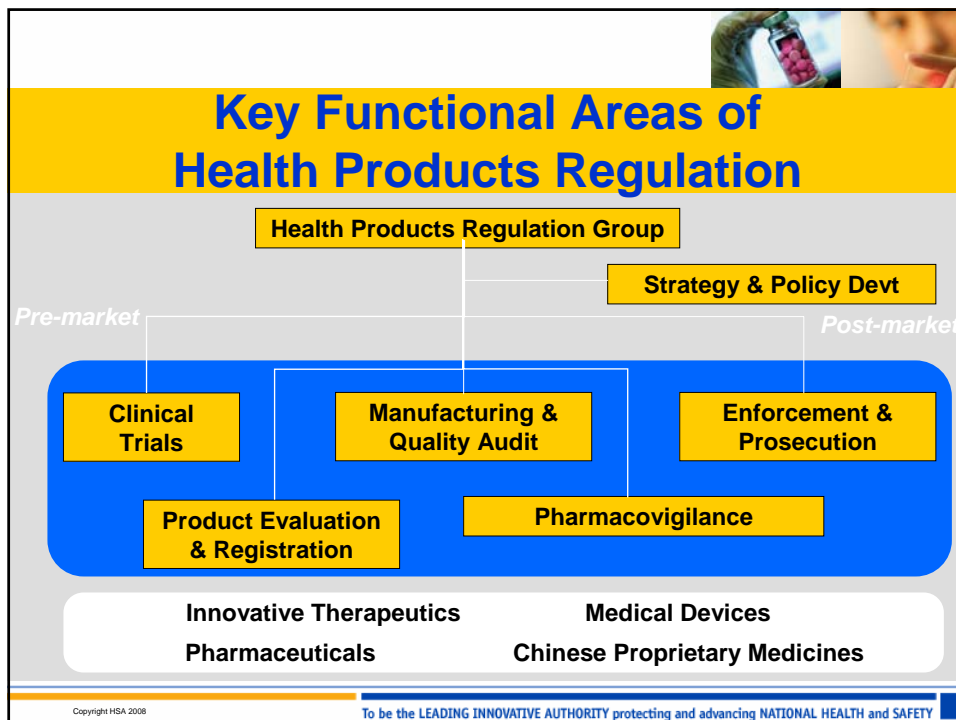 Key Functional Areas of
Health Products Regulation
Health Products Regulation Group
Strategy & Policy Devt
Pre-market
Post-market
Clinical
Trials
Manufacturing &
Quality Audit
Enforcement &
Prosecution
Product Evaluation
& Registration
Pharmacovigilance
Innovative Therapeutics
Medical Devices
Pharmaceuticals
Chinese Proprietary Medicines
Copyright HSA 2008
To be the LEADING INNOVATIVE AUTHORITY protecting and advancing NATIONAL HEALTH and SAFETY